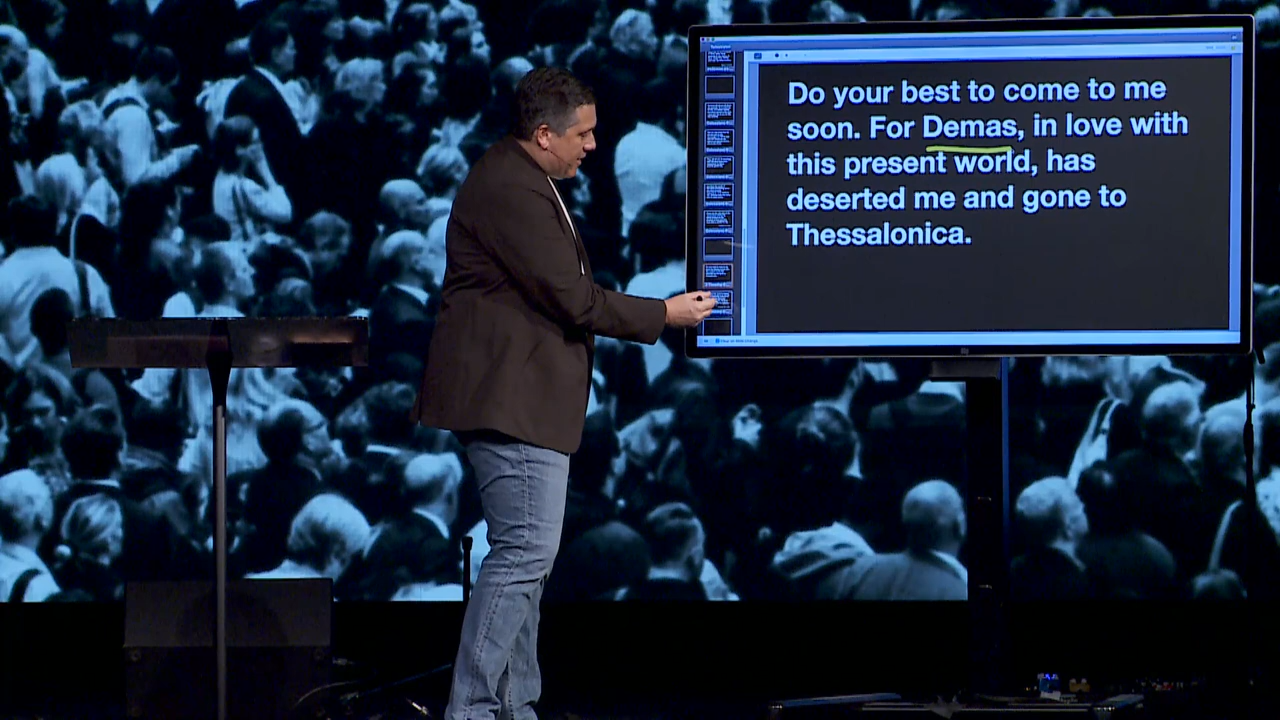 Do your best to come to me
soon. For Demas, in love with
this present world, has
deserted me and gone to
Thessalonica.